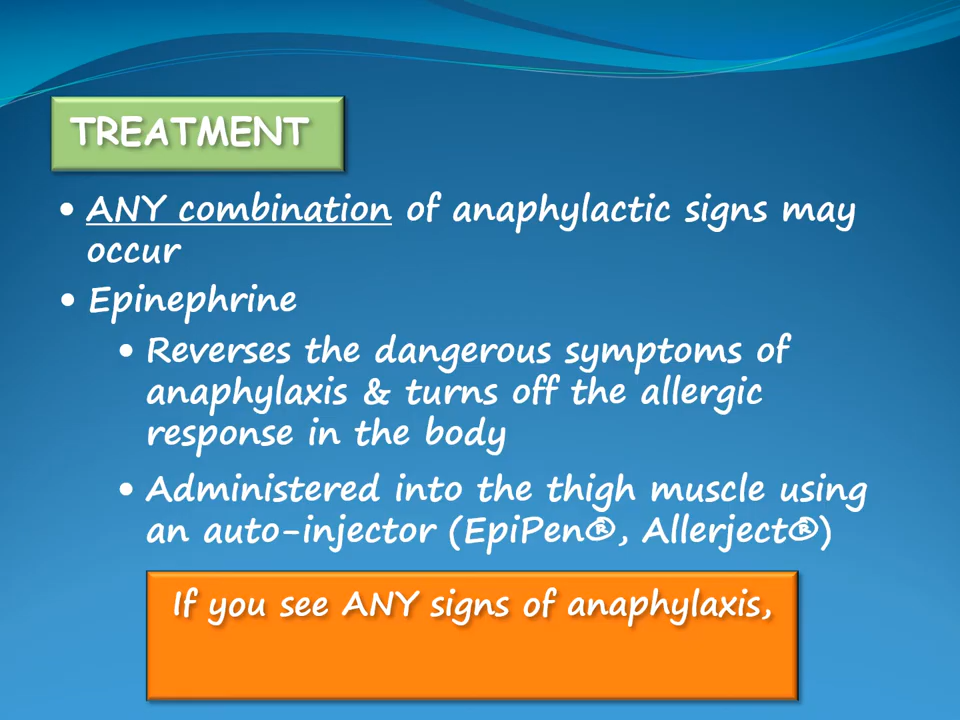 TREATMENT
• ANY combination of anaphylactic signs may
occur
• Epinephrine
• Reverses the dangerous symptoms of
anaphylaxis & turns off the allergic
response in the body
• Administered into the thigh muscle using
an auto-injector (EpiPen®, Allerject®)
If you see ANY signs of anaphylaxis,